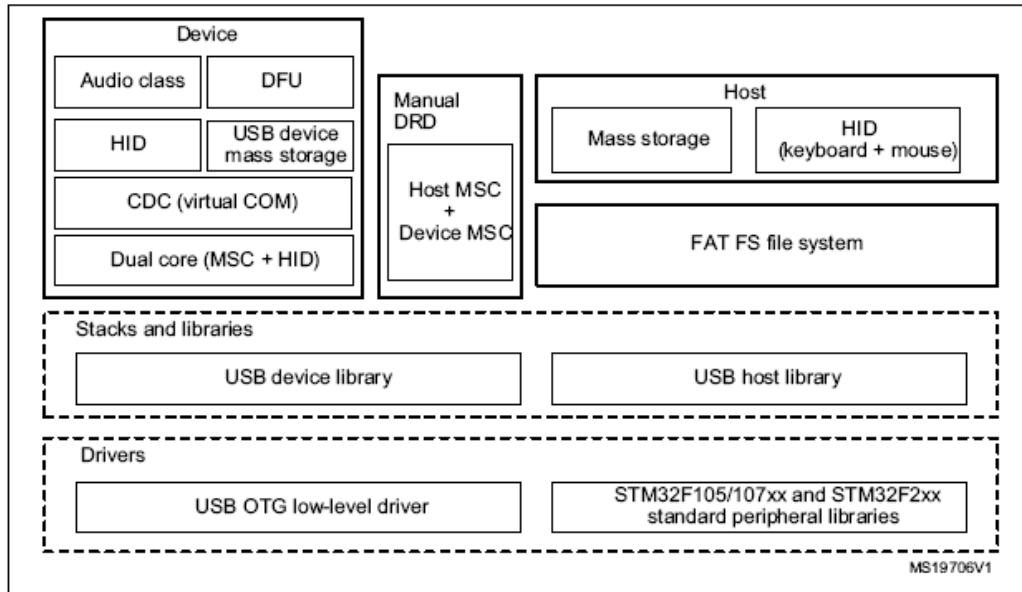 Device
Audio class
DFU
HID
USB device
mass storage
CDC (virtual COM)
Dual core (MSC + HID)
Manual
DRD
Host MSC
+
Device MSC
Host
Mass storage
HID
(keyboard + mouse)
FAT FS file system
Stacks and libraries
USB device library
USB host library
Drivers
USB OTG low-level driver
STM32F105/107xx and STM32F2xx
standard peripheral libraries
MS19706V1